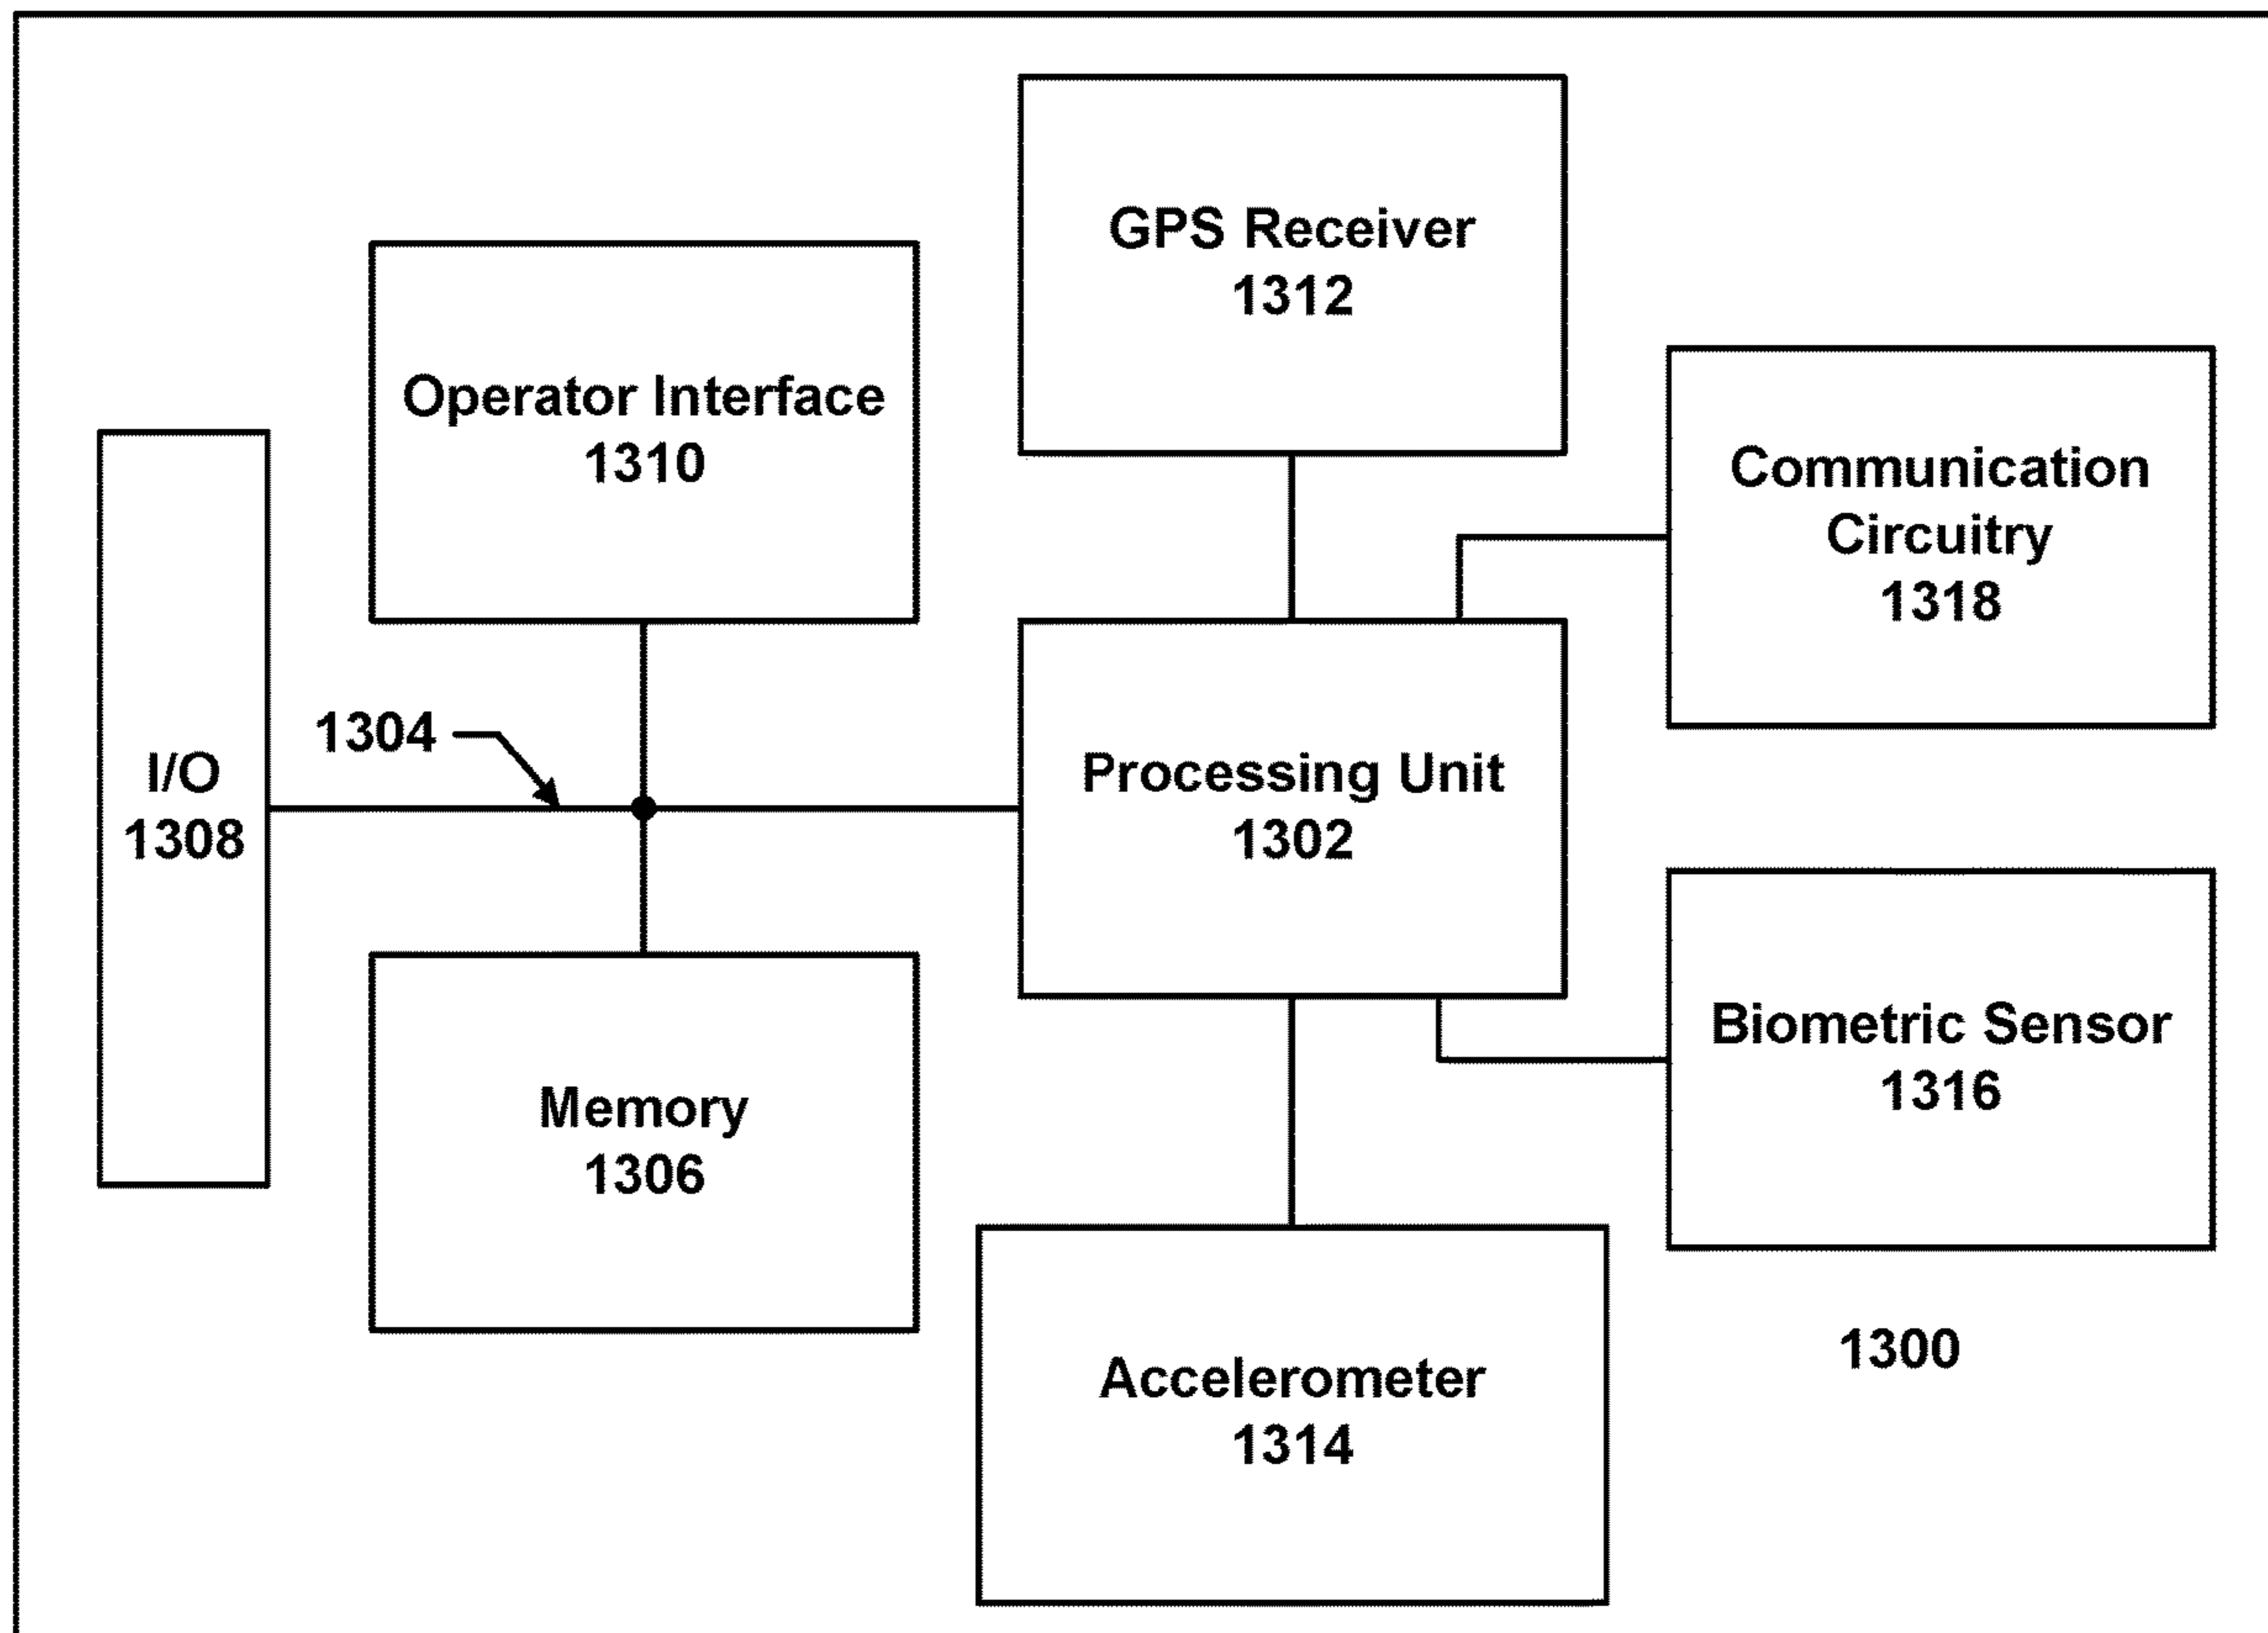 GPS Receiver
1312
Operator Interface
1310
Communication
Circuitry
1318
1304
I/O
1308
Processing Unit
1302
Biometric Sensor
1316
Memory
1306
1300
Accelerometer
1314